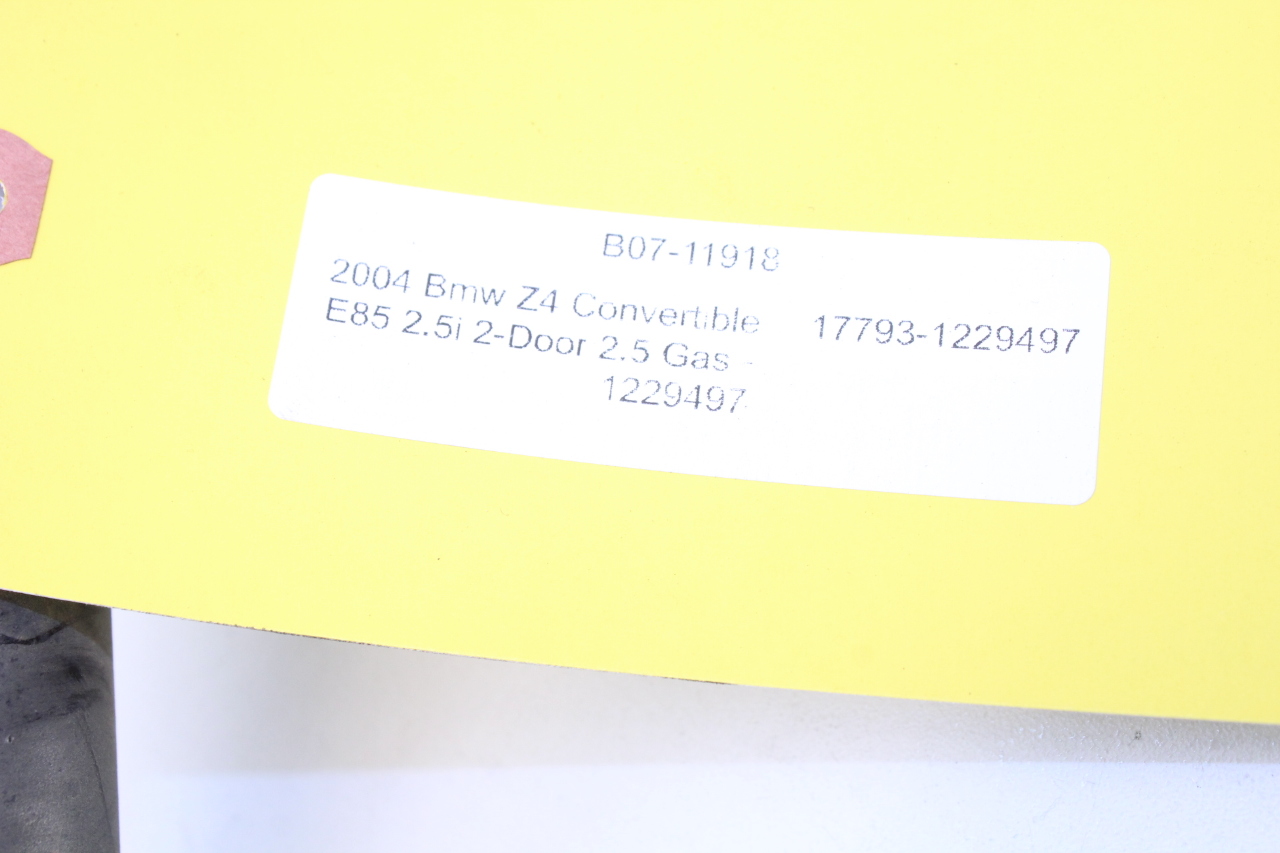 B07-11918
2004 Bmw Z4 Convertible
E85 2.5i 2-Door 2.5 Gas -
1229497
17793-1229497